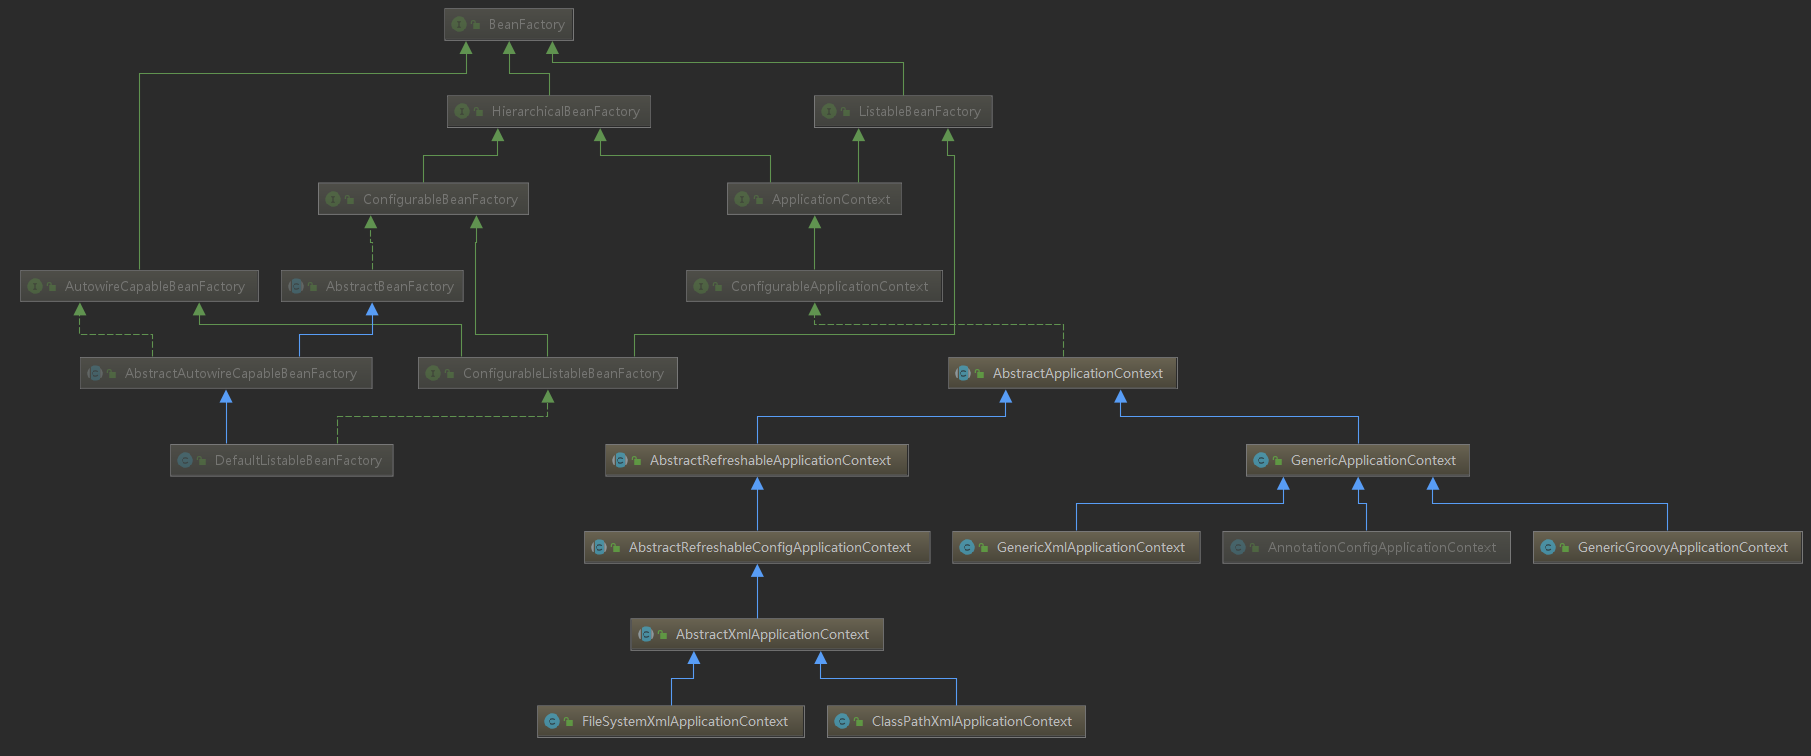 BeanFactory
HierarchicalBeanFactory
ListableBeanFactory
ConfigurableBeanFactory
ApplicationContext
AutowireCapableBeanFactory
AbstractBeanFactory
ConfigurableApplicationContext
AbstractAutowireCapableBeanFactory
ConfigurableListableBeanFactory
AbstractApplicationContext
DefaultListableBeanFactory
AbstractRefreshableApplicationContext
GenericApplicationContext
AbstractRefreshableConfigApplicationContext
GenericXmlApplicationContext
AnnotationConfigApplicationContext
GenericGroovyApplicationContext
AbstractXmlApplicationContext
FileSystemXmlApplicationContext
ClassPathXmlApplicationContext